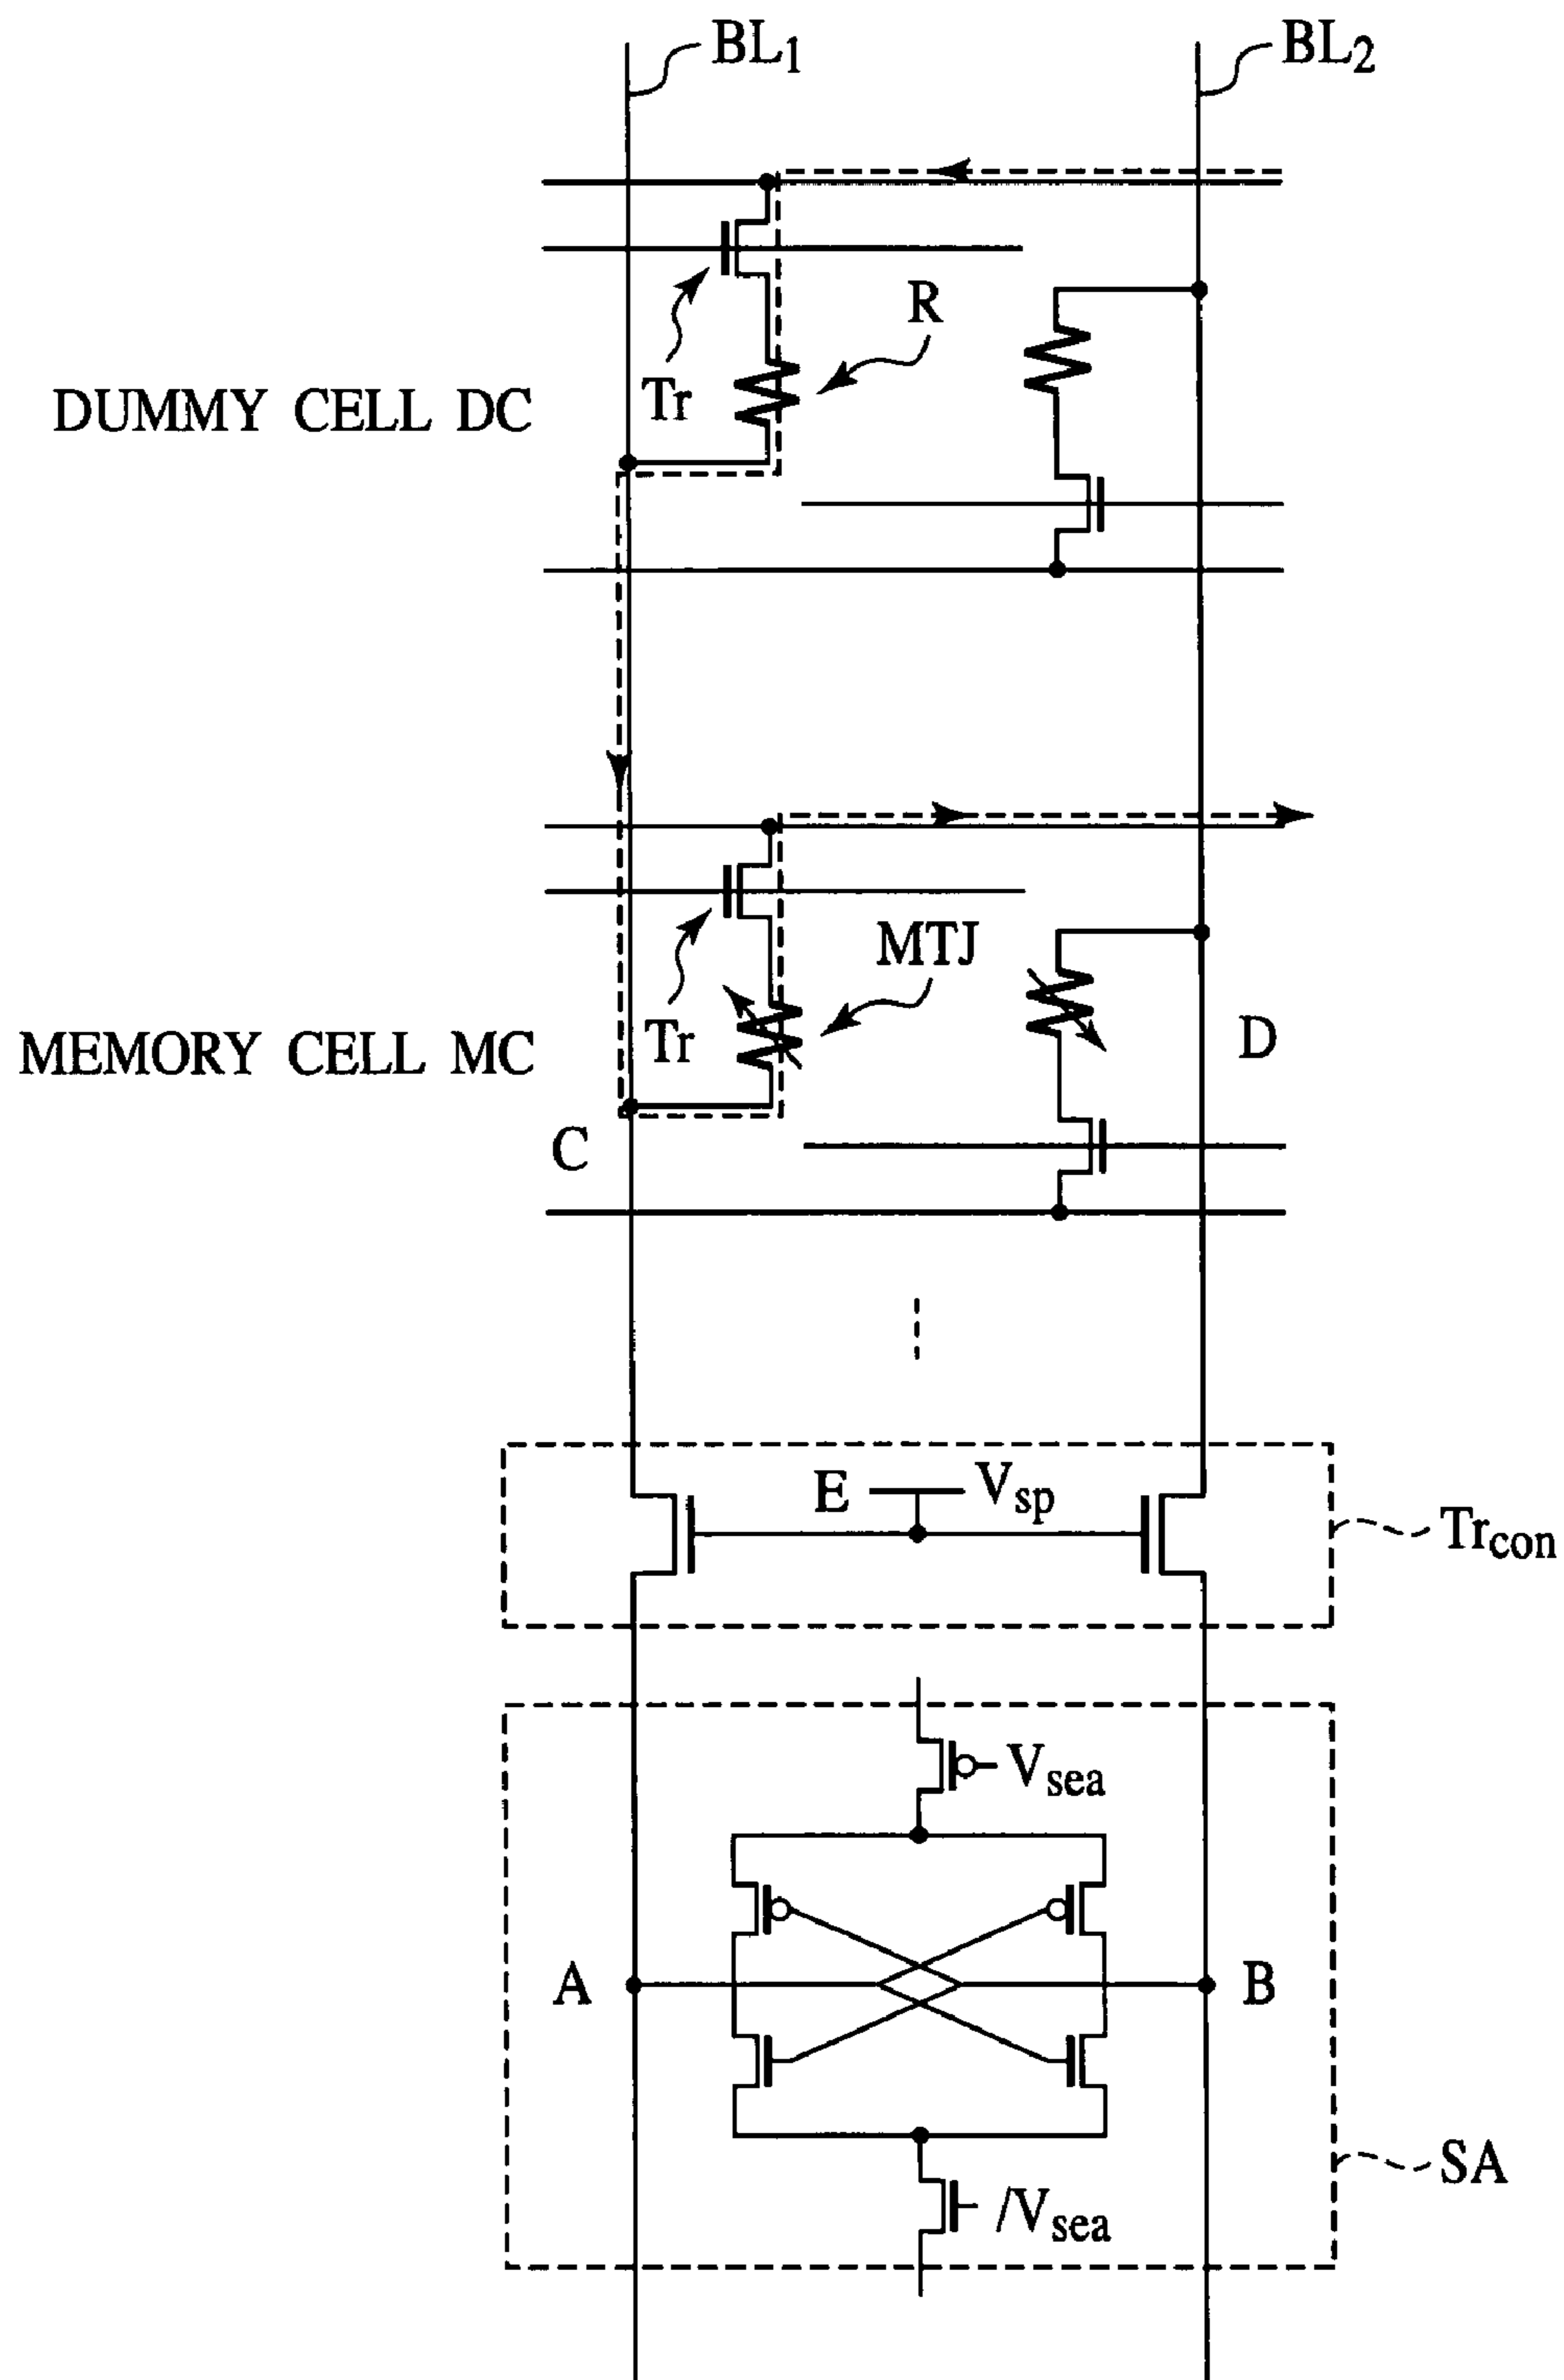 BL1
BL2
R
Tr
DUMMY CELL DC
MTJ
Tr
MEMORY CELL MC
D
C
E
Vsp
Trcon
Vsea
A
B
SA
/Vsea